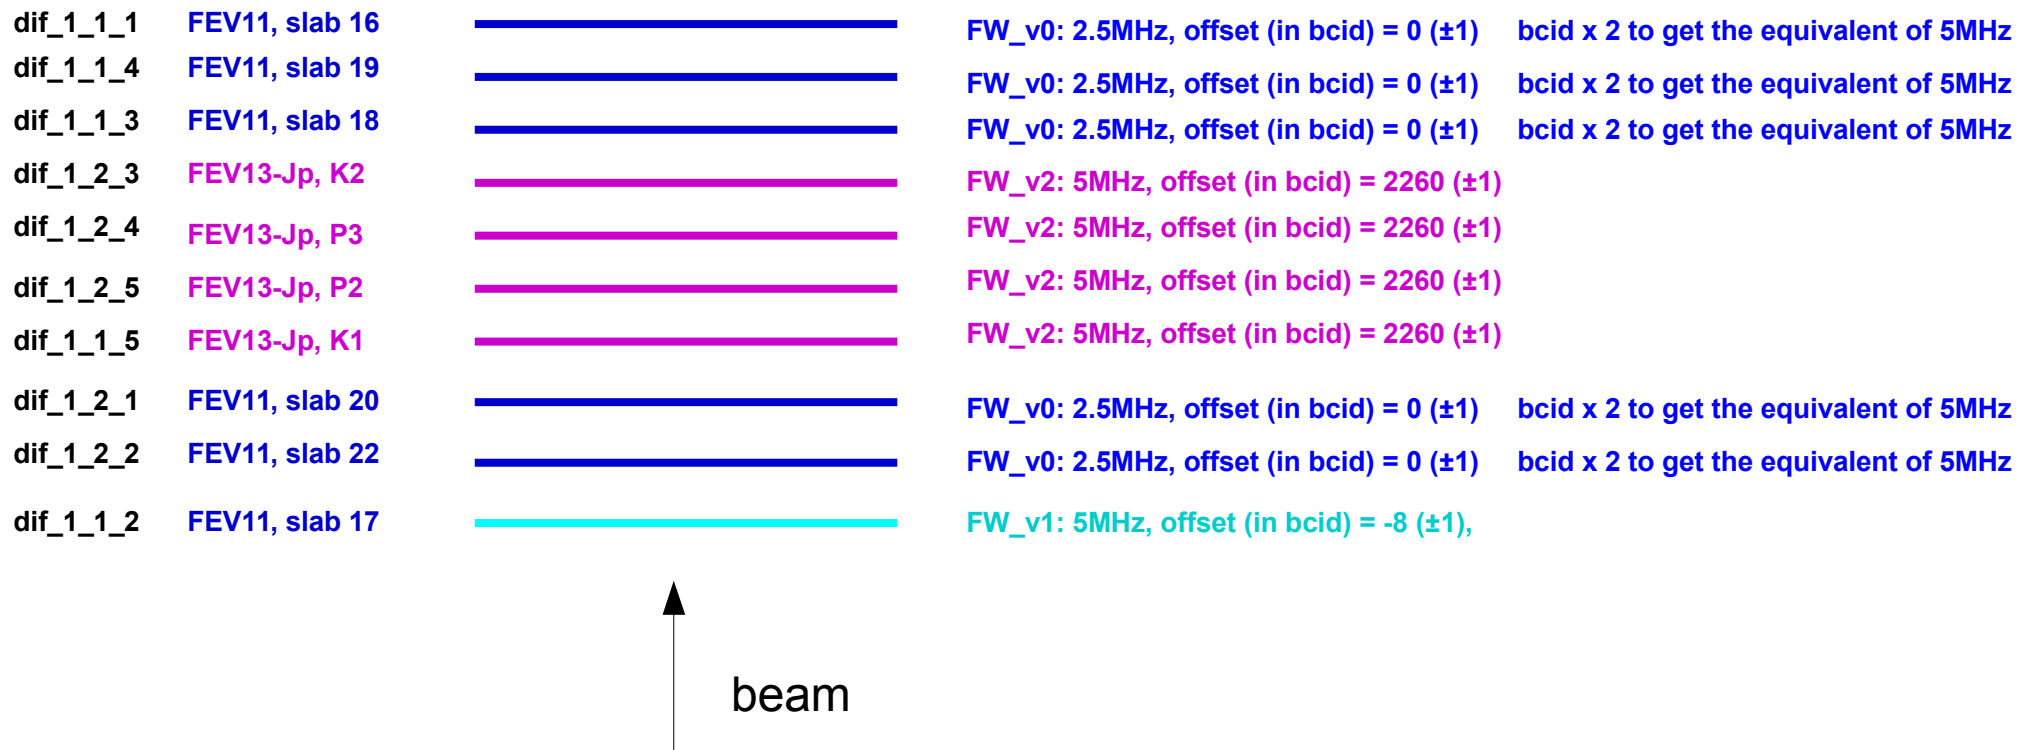 dif_1_1_1 FEV11, slab 16 FW_v0: 2.5MHz, offset (in bcid) = 0 (±1) bcid x 2 to get the equivalent of 5MHz
dif_1_1_4 FEV11, slab 19 FW_v0: 2.5MHz, offset (in bcid) = 0 (±1) bcid x 2 to get the equivalent of 5MHz
dif_1_1_3 FEV11, slab 18 FW_v0: 2.5MHz, offset (in bcid) = 0 (±1) bcid x 2 to get the equivalent of 5MHz
dif_1_2_3 FEV13-Jp, K2 FW_v2: 5MHz, offset (in bcid) = 2260 (±1)
dif_1_2_4 FEV13-Jp, P3 FW_v2: 5MHz, offset (in bcid) = 2260 (±1)
dif_1_2_5 FEV13-Jp, P2 FW_v2: 5MHz, offset (in bcid) = 2260 (±1)
dif_1_1_5 FEV13-Jp, K1 FW_v2: 5MHz, offset (in bcid) = 2260 (±1)
dif_1_2_1 FEV11, slab 20 FW_v0: 2.5MHz, offset (in bcid) = 0 (±1) bcid x 2 to get the equivalent of 5MHz
dif_1_2_2 FEV11, slab 22 FW_v0: 2.5MHz, offset (in bcid) = 0 (±1) bcid x 2 to get the equivalent of 5MHz
dif_1_1_2 FEV11, slab 17 FW_v1: 5MHz, offset (in bcid) = -8 (±1),
beam